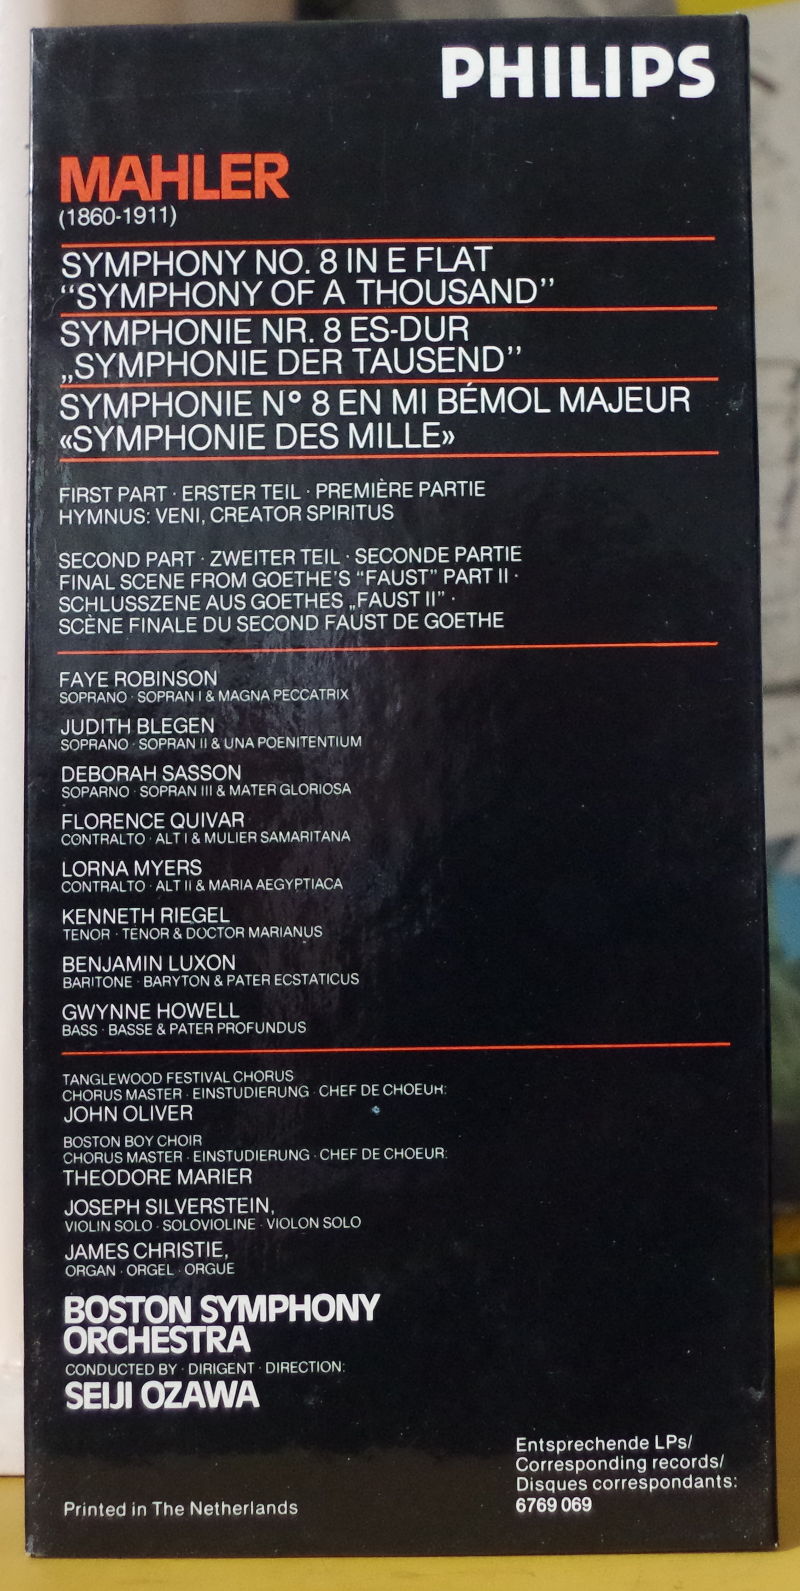 PHILIPS
MAHLER
(1860-1911)
SYMPHONY NO. 8 IN E FLAT
‘‘SYMPHONY OF A THOUSAND’’
SYMPHONIE NR. 8 ES-DUR
„SYMPHONIE DER TAUSEND’’
SYMPHONIE N° 8 EN MI BÉMOL MAJEUR
«SYMPHONIE DES MILLE»
FIRST PART · ERSTER TEIL · PREMIÈRE PARTIE
HYMNUS: VENI, CREATOR SPIRITUS
SECOND PART · ZWEITER TEIL · SECONDE PARTIE
FINAL SCENE FROM GOETHE'S “FAUST” PART II ·
SCHLUSSZENE AUS GOETHES „FAUST II” ·
SCÈNE FINALE DU SECOND FAUST DE GOETHE
FAYE ROBINSON
SOPRANO · SOPRAN I & MAGNA PECCATRIX
JUDITH BLEGEN
SOPRANO · SOPRAN II & UNA POENITENTIUM
DEBORAH SASSON
SOPARNO · SOPRAN III & MATER GLORIOSA
FLORENCE QUIVAR
CONTRALTO · ALT I & MULIER SAMARITANA
LORNA MYERS
CONTRALTO · ALT II & MARIA AEGYPTIACA
KENNETH RIEGEL
TENOR · TÉNOR & DOCTOR MARIANUS
BENJAMIN LUXON
BARITONE · BARYTON & PATER ECSTATICUS
GWYNNE HOWELL
BASS · BASSE & PATER PROFUNDUS
TANGLEWOOD FESTIVAL CHORUS
CHORUS MASTER · EINSTUDIERUNG · CHEF DE CHOEUR:
JOHN OLIVER
BOSTON BOY CHOIR
CHORUS MASTER · EINSTUDIERUNG · CHEF DE CHOEUR:
THEODORE MARIER
JOSEPH SILVERSTEIN,
VIOLIN SOLO · SOLOVIOLINE · VIOLON SOLO
JAMES CHRISTIE,
ORGAN · ORGEL · ORGUE
BOSTON SYMPHONY
ORCHESTRA
CONDUCTED BY · DIRIGENT · DIRECTION:
SEIJI OZAWA
Entsprechende LPs/
Corresponding records/
Disques correspondants:
6769 069
Printed in The Netherlands